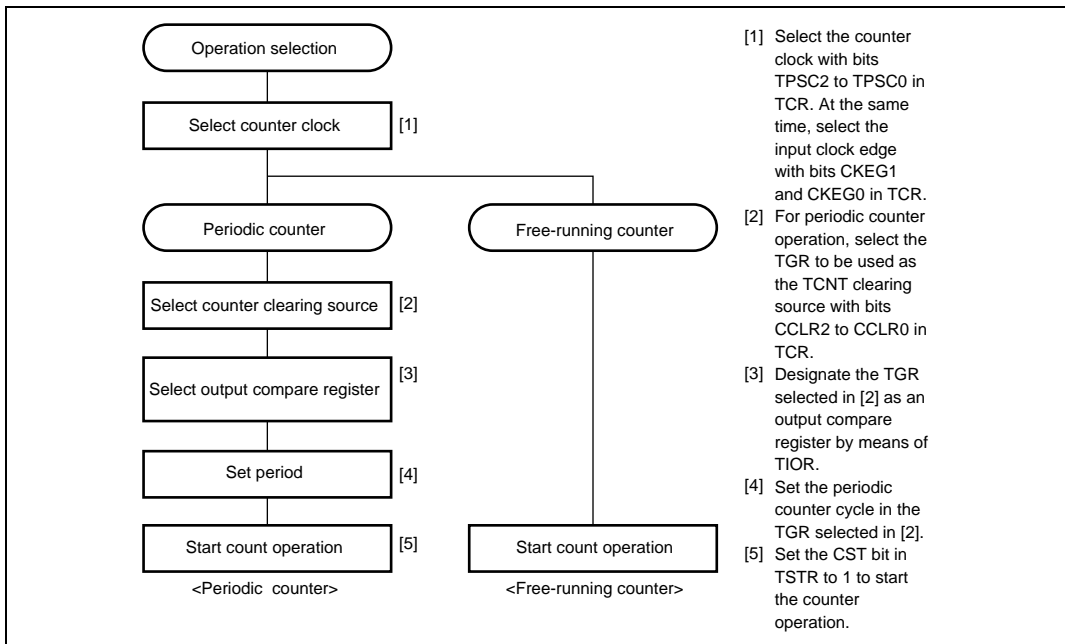 Operation selection
Select counter clock
[1]
Periodic counter
Free-running counter
Select counter clearing source
[2]
Select output compare register
[3]
Set period
[4]
Start count operation
[5]
Start count operation
<Periodic counter>
<Free-running counter>
[1] Select the counter
clock with bits
TPSC2 to TPSC0 in
TCR. At the same
time, select the
input clock edge
with bits CKEG1
and CKEG0 in TCR.
[2] For periodic counter
operation, select the
TGR to be used as
the TCNT clearing
source with bits
CCLR2 to CCLR0 in
TCR.
[3] Designate the TGR
selected in [2] as an
output compare
register by means of
TIOR.
[4] Set the periodic
counter cycle in the
TGR selected in [2].
[5] Set the CST bit in
TSTR to 1 to start
the counter
operation.